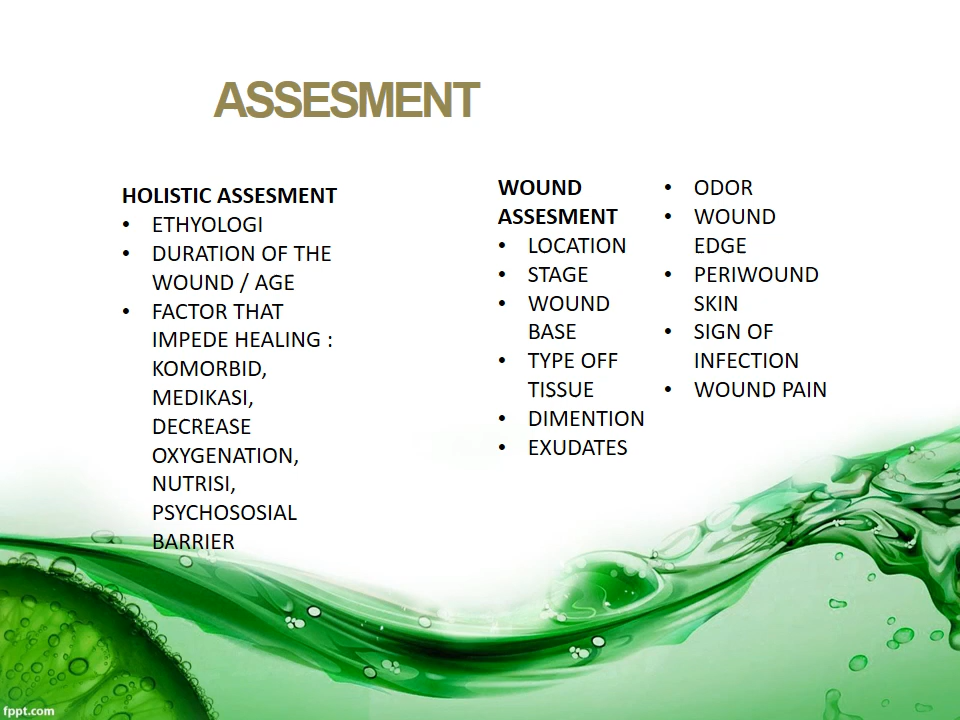 ASSESMENT
HOLISTIC ASSESMENT
• ETHYOLOGI
• DURATION OF THE
WOUND / AGE
• FACTOR THAT
IMPEDE HEALING :
KOMORBID,
MEDIKASI,
DECREASE
OXYGENATION,
NUTRISI,
PSYCHOSOSIAL
BARRIER
WOUND
ASSESMENT
• LOCATION
• STAGE
• WOUND
BASE
• TYPE OFF
TISSUE
• DIMENTION
• EXUDATES
• ODOR
• WOUND
EDGE
• PERIWOUND
SKIN
• SIGN OF
INFECTION
• WOUND PAIN
fppt.com